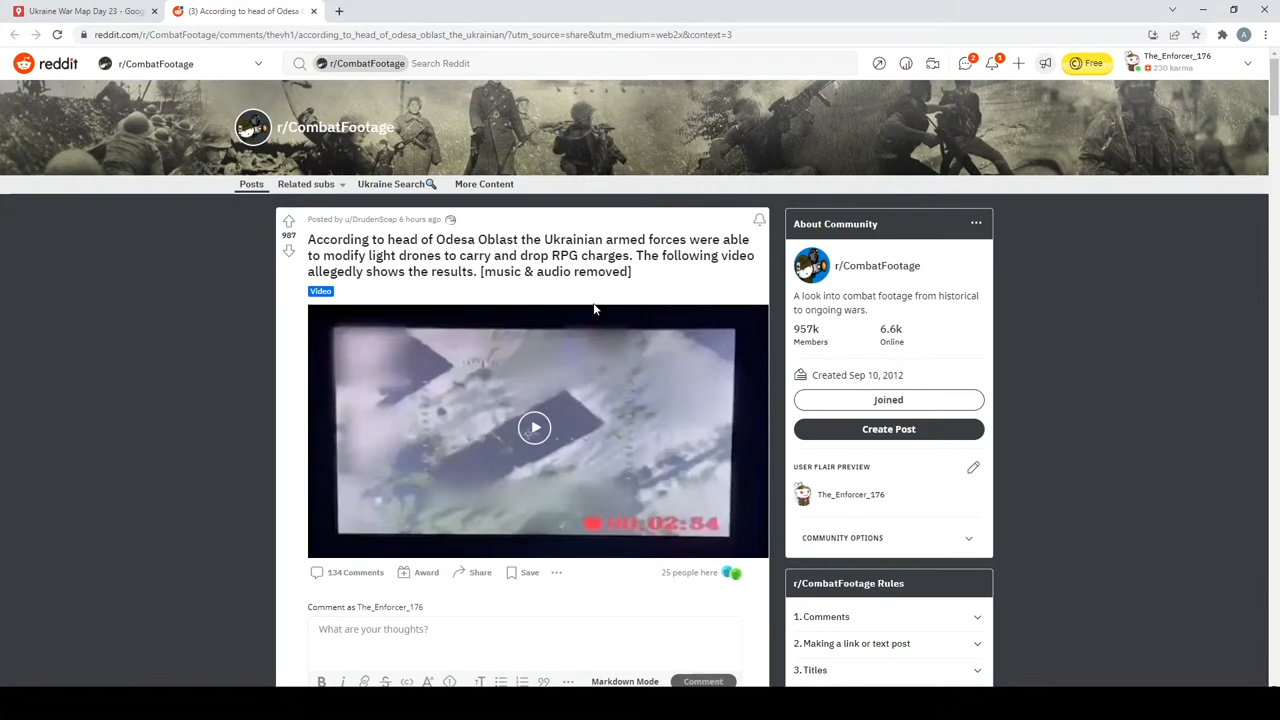 Ukraine War Map Day 23 - Goog
(3) According to head of Odesa O
reddit.com/r/CombatFootage/comments/thevh1/according_to_head_of_odesa_oblast_the_ukrainian/?utm_source=share&utm_medium=web2x&context=3
A
reddit
r/CombatFootage
r/CombatFootage
Search Reddit
2
1
Free
The_Enforcer_176
230 karma
r/CombatFootage
Posts
Related subs
Ukraine Search🔍
More Content
Posted by u/DrudenSoap 6 hours ago
987
According to head of Odesa Oblast the Ukrainian armed forces were able
to modify light drones to carry and drop RPG charges. The following video
allegedly shows the results. [music & audio removed]
Video
00:02:54
134 Comments
Award
Share
Save
25 people here
Comment as The_Enforcer_176
What are your thoughts?
Markdown Mode
Comment
About Community
r/CombatFootage
A look into combat footage from historical
to ongoing wars.
957k
6.6k
Members
Online
Created Sep 10, 2012
Joined
Create Post
USER FLAIR PREVIEW
The_Enforcer_176
COMMUNITY OPTIONS
r/CombatFootage Rules
1. Comments
2. Making a link or text post
3. Titles